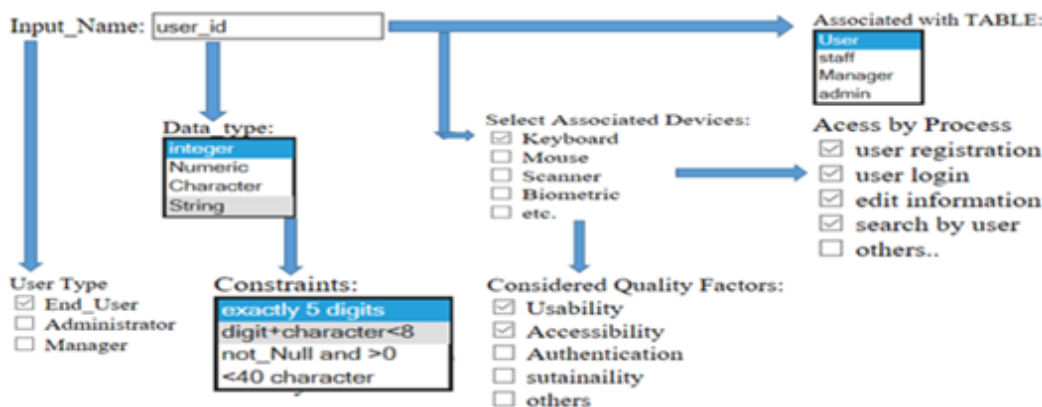 Input_Name: user_id
Associated with TABLE:
User
staff
Manager
admin
Data_type:
integer
Numeric
Character
String
Select Associated Devices:
Keyboard
Mouse
Scanner
Biometric
etc.
Acess by Process
user registration
user login
edit information
search by user
others..
User Type
End_User
Administrator
Manager
Constraints:
exactly 5 digits
digit+character<8
not_Null and >0
<40 character
Considered Quality Factors:
Usability
Accessibility
Authentication
sutainaility
others